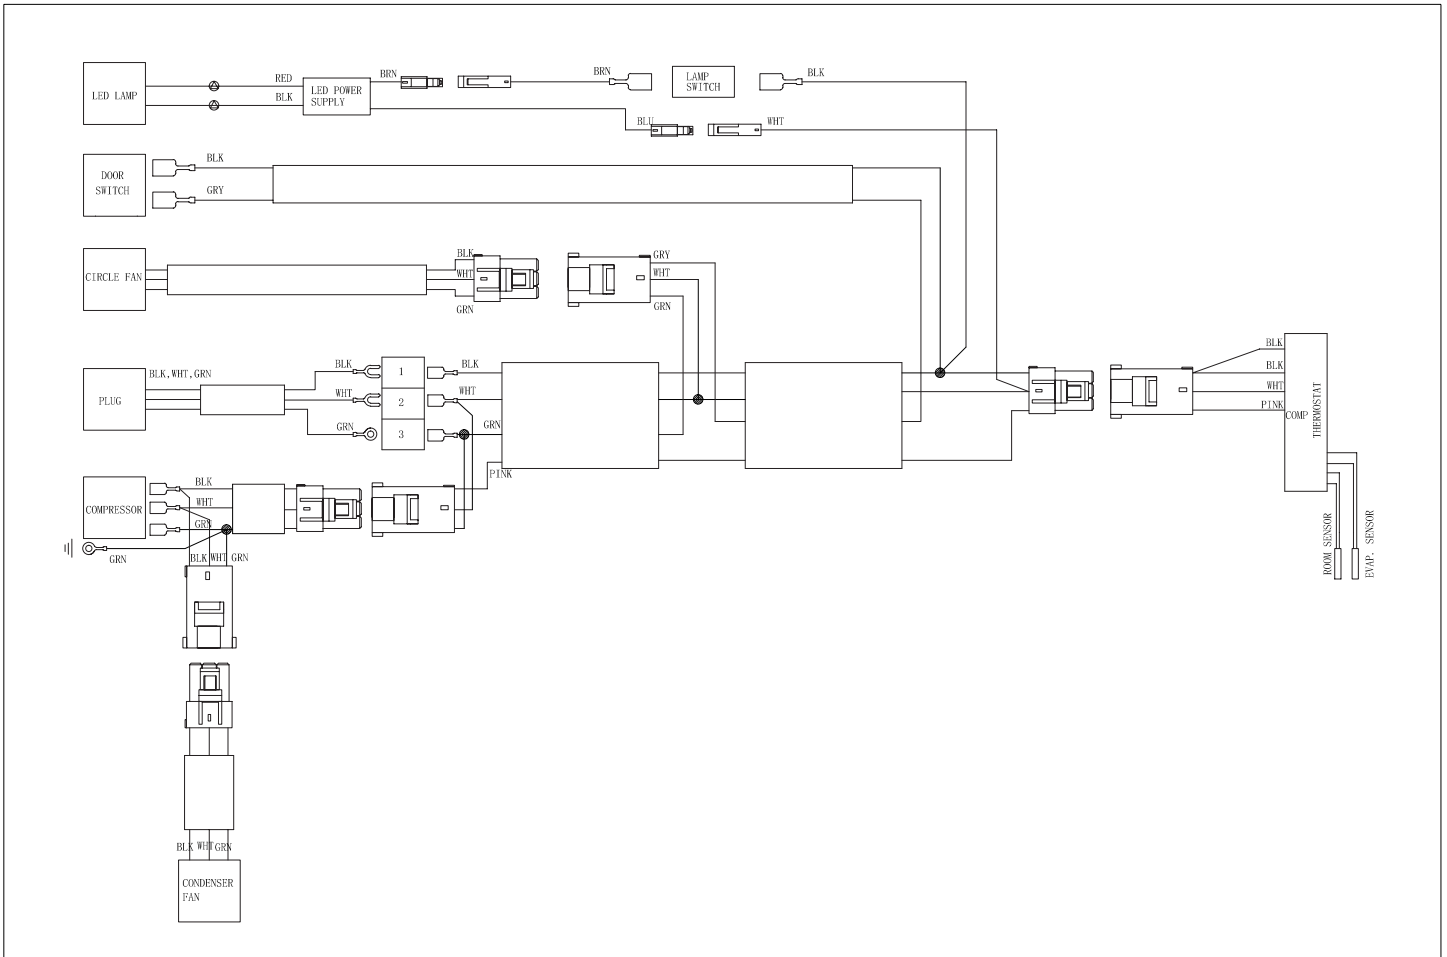 BRN
BRN
BLK
RED
LED LAMP
LED POWER
SUPPLY
LAMP
SWITCH
BLK
BLU
WHT
BLK
DOOR
SWITCH
GRY
BLK
GRY
CIRCLE FAN
WHT
WHT
GRN
GRN
BLK
BLK
BLK
1
BLK
BLK,WHT,GRN
PLUG
WHT
2
WHT
WHT
GRN
3
GRN
PINK
COMP
THERMOSTAT
PINK
BLK
COMPRESSOR
WHT
GRN
GRN
BLK WHT GRN
ROOM SENSOR
EVAP. SENSOR
BLK WHT GRN
CONDENSER
FAN